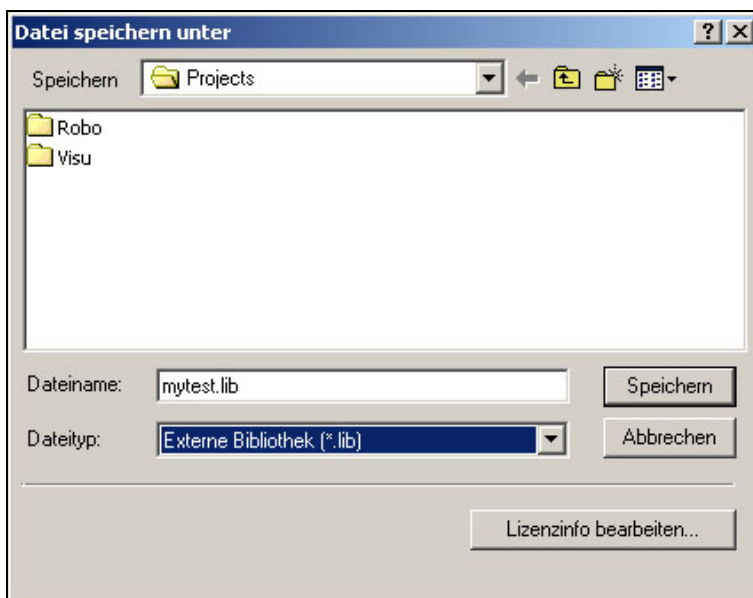 Datei speichern unter
Speichern
Projects
Robo
Visu
Dateiname:
mytest.lib
Speichern
Dateityp:
Externe Bibliothek (*.lib)
Abbrechen
Lizenzinfo bearbeiten...